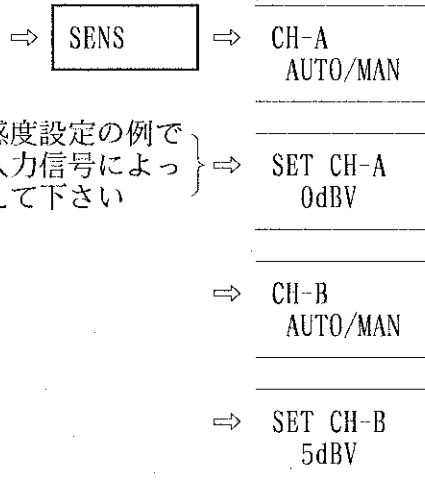 ⇨ SENS ⇨ CH-A
AUTO/MAN
感度設定の例で
入力信号によっ
えて下さい
⇨ SET CH-A
0dBV
⇨ CH-B
AUTO/MAN
⇨ SET CH-B
5dBV